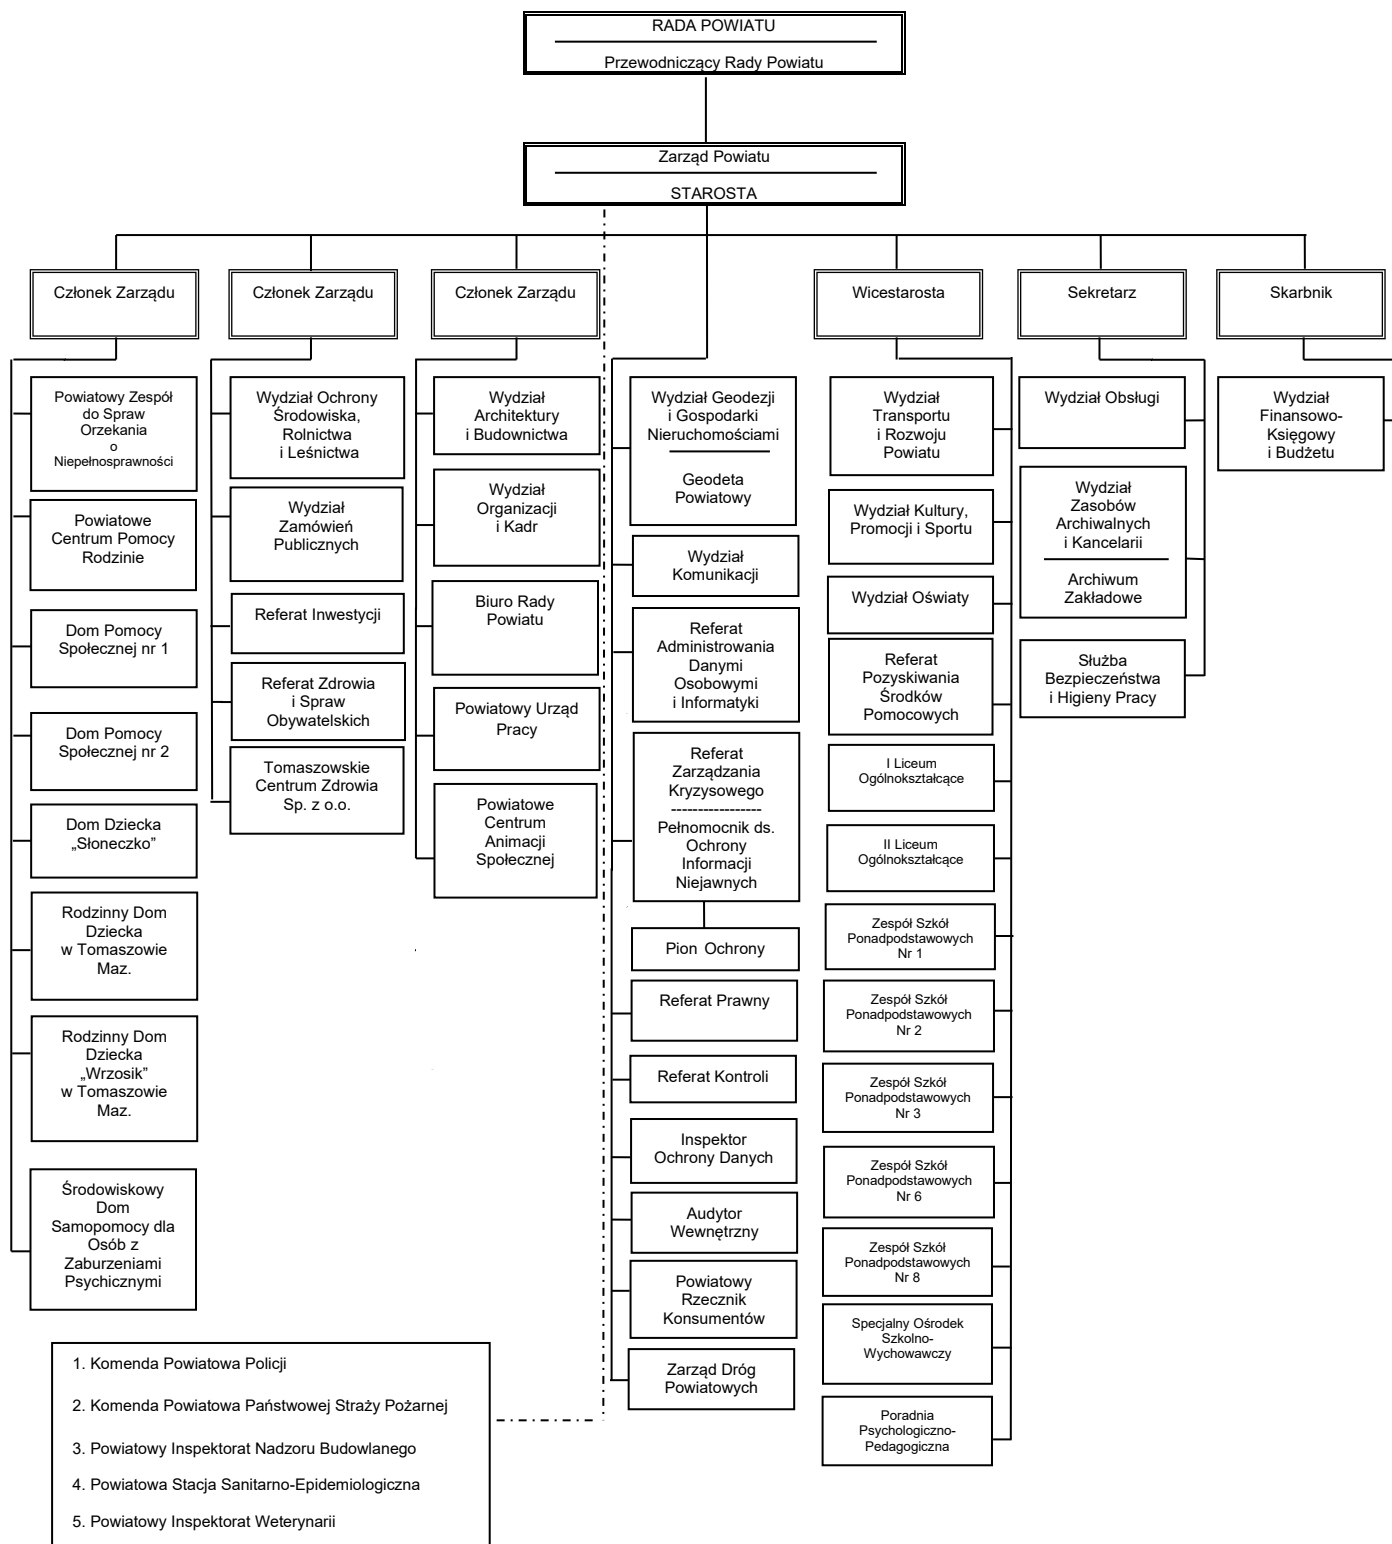 RADA POWIATU
Przewodniczący Rady Powiatu
Zarząd Powiatu
STAROSTA
Członek Zarządu
Członek Zarządu
Członek Zarządu
Wicestarosta
Sekretarz
Skarbnik
Powiatowy Zespół
do Spraw
Orzekania
o
Niepełnosprawności
Powiatowe
Centrum Pomocy
Rodzinie
Dom Pomocy
Społecznej nr 1
Dom Pomocy
Społecznej nr 2
Dom Dziecka
„Słoneczko”
Rodzinny Dom
Dziecka
w Tomaszowie
Maz.
Rodzinny Dom
Dziecka
„Wrzosik”
w Tomaszowie
Maz.
Środowiskowy
Dom
Samopomocy dla
Osób z
Zaburzeniami
Psychicznymi
Wydział Ochrony
Środowiska,
Rolnictwa
i Leśnictwa
Wydział
Zamówień
Publicznych
Referat Inwestycji
Referat Zdrowia
i Spraw
Obywatelskich
Tomaszowskie
Centrum Zdrowia
Sp. z o.o.
Wydział
Architektury
i Budownictwa
Wydział
Organizacji
i Kadr
Biuro Rady
Powiatu
Powiatowy Urząd
Pracy
Powiatowe
Centrum
Animacji
Społecznej
Wydział Geodezji
i Gospodarki
Nieruchomościami
Geodeta
Powiatowy
Wydział
Komunikacji
Referat
Administrowania
Danymi
Osobowymi
i Informatyki
Referat
Zarządzania
Kryzysowego
-----------------
Pełnomocnik ds.
Ochrony
Informacji
Niejawnych
Pion Ochrony
Referat Prawny
Referat Kontroli
Inspektor
Ochrony Danych
Audytor
Wewnętrzny
Powiatowy
Rzecznik
Konsumentów
Zarząd Dróg
Powiatowych
Wydział
Transportu
i Rozwoju
Powiatu
Wydział Kultury,
Promocji i Sportu
Wydział Oświaty
Referat
Pozyskiwania
Środków
Pomocowych
I Liceum
Ogólnokształcące
II Liceum
Ogólnokształcące
Zespół Szkół
Ponadpodstawowych
Nr 1
Zespół Szkół
Ponadpodstawowych
Nr 2
Zespół Szkół
Ponadpodstawowych
Nr 3
Zespół Szkół
Ponadpodstawowych
Nr 6
Zespół Szkół
Ponadpodstawowych
Nr 8
Specjalny Ośrodek
Szkolno-
Wychowawczy
Poradnia
Psychologiczno-
Pedagogiczna
Wydział Obsługi
Wydział
Zasobów
Archiwalnych
i Kancelarii
Archiwum
Zakładowe
Służba
Bezpieczeństwa
i Higieny Pracy
Wydział
Finansowo-
Księgowy
i Budżetu
1. Komenda Powiatowa Policji
2. Komenda Powiatowa Państwowej Straży Pożarnej
3. Powiatowy Inspektorat Nadzoru Budowlanego
4. Powiatowa Stacja Sanitarno-Epidemiologiczna
5. Powiatowy Inspektorat Weterynarii